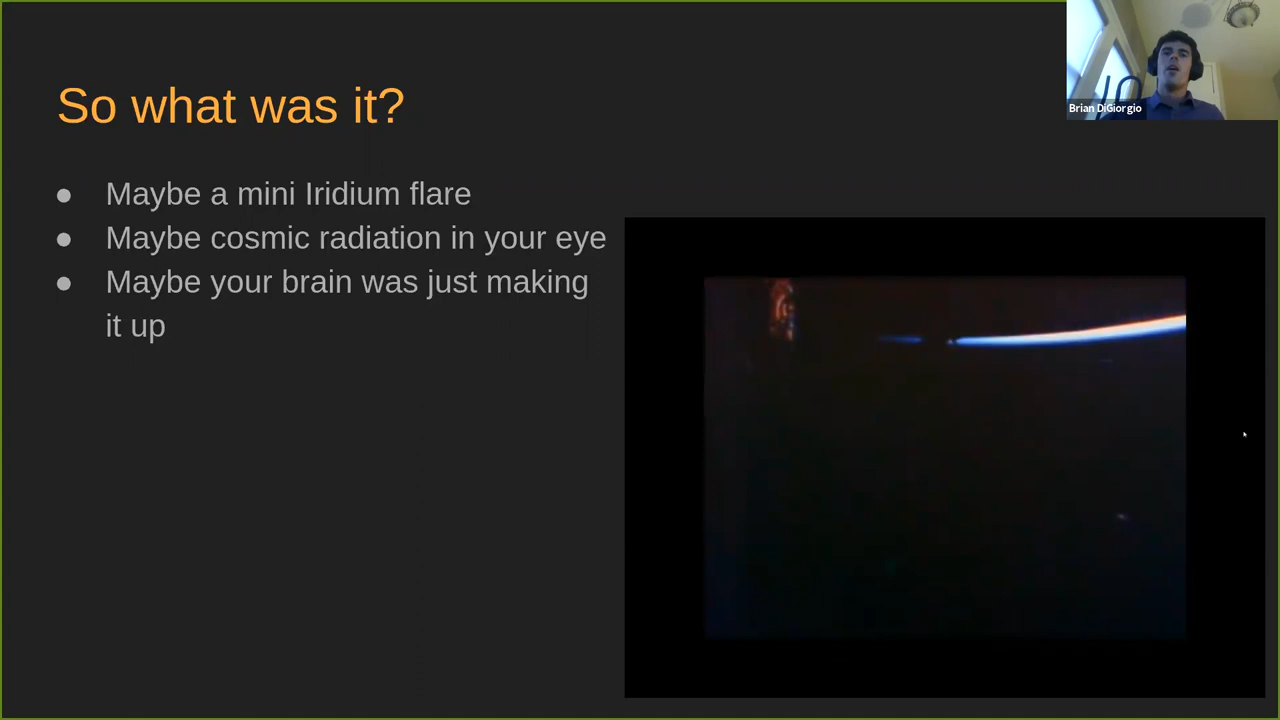 So what was it?
● Maybe a mini Iridium flare
● Maybe cosmic radiation in your eye
● Maybe your brain was just making
it up
Brian DiGiorgio